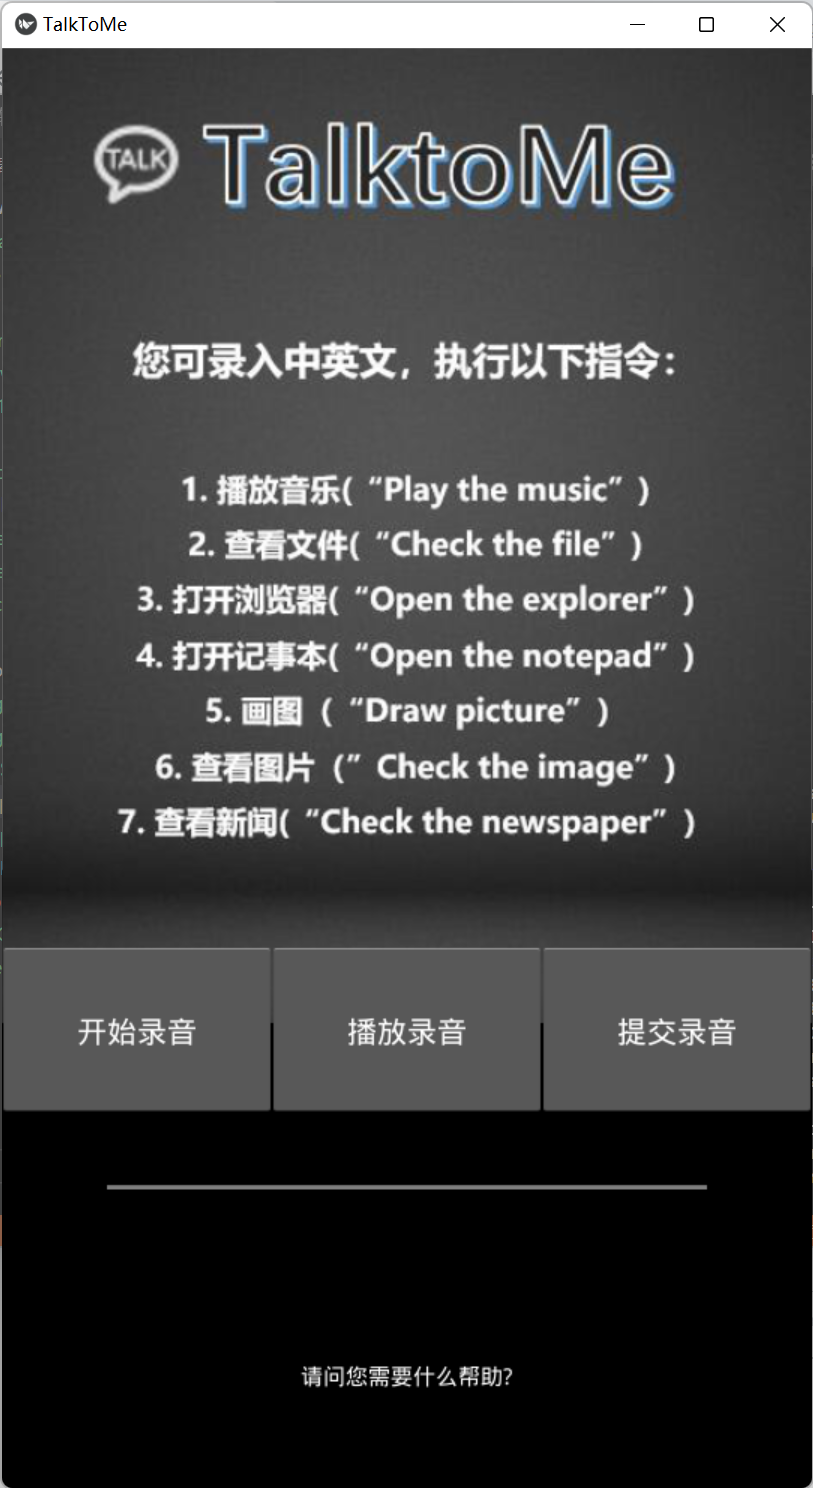 TalkToMe
TALK TalktoMe
您可录入中英文，执行以下指令：
1. 播放音乐(“Play the music”)
2. 查看文件(“Check the file”)
3. 打开浏览器(“Open the explorer”)
4. 打开记事本(“Open the notepad”)
5. 画图（“Draw picture”）
6. 查看图片（”Check the image”）
7. 查看新闻(“Check the newspaper”)
开始录音 播放录音 提交录音
请问您需要什么帮助?